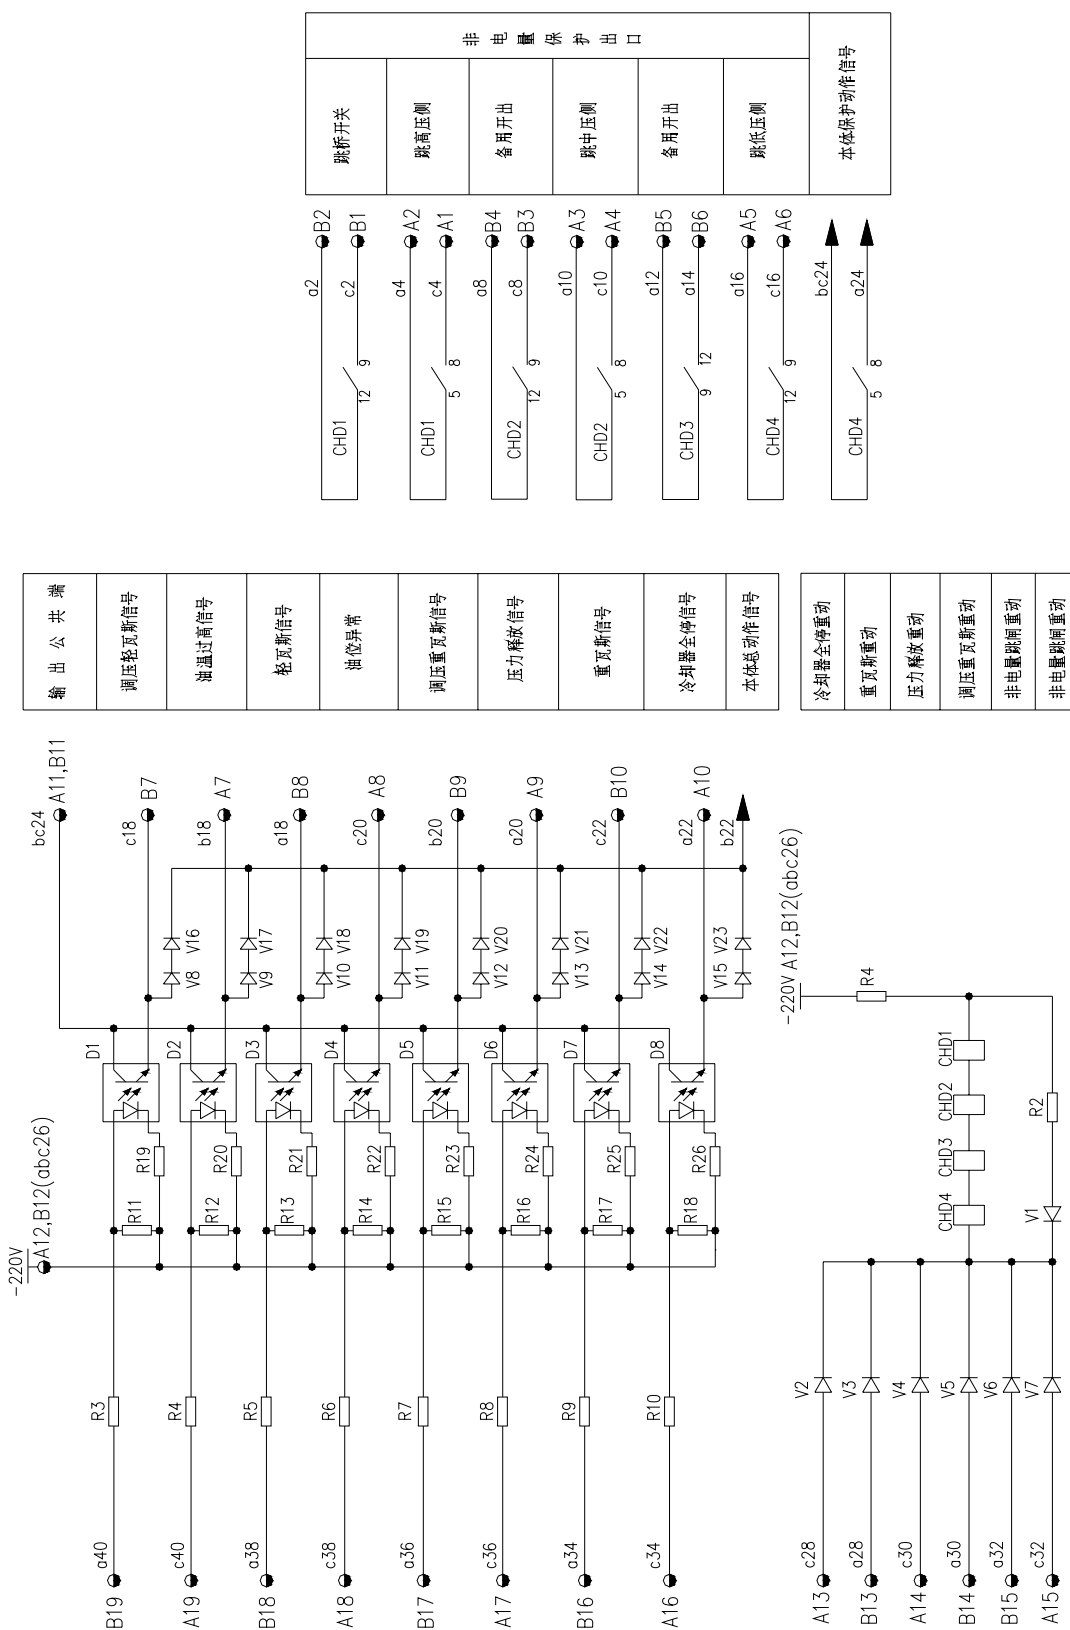 非电量保护出口
跳桥开关
跳高压侧
备用开出
跳中压侧
备用开出
跳低压侧
本体保护动作信号
B2
B1
A2
A1
B4
B3
A3
A4
B5
B6
A5
A6
a2
c2
a4
c4
a8
c8
a10
c10
a12
a14
a16
c16
bc24
a24
CHD1 12 9
CHD1 5 8
CHD2 12 9
CHD2 5 8
CHD3 9 12
CHD4 12 9
CHD4 5 8
输出公共端
调压轻瓦斯信号
油温过高信号
轻瓦斯信号
油位异常
调压重瓦斯信号
压力释放信号
重瓦斯信号
冷却器全停信号
本体总动作信号
冷却器全停重动
重瓦斯重动
压力释放重动
调压重瓦斯重动
非电量跳闸重动
非电量跳闸重动
bc24 A11,B11
c18 B7
b18 A7
a18 B8
c20 A8
b20 B9
a20 A9
c22 B10
a22 A10
b22
V8 V16
V9 V17
V10 V18
V11 V19
V12 V20
V13 V21
V14 V22
V15 V23
D1
D2
D3
D4
D5
D6
D7
D8
-220V
A12,B12(abc26)
R11 R19
R12 R20
R13 R21
R14 R22
R15 R23
R16 R24
R17 R25
R18 R26
R3
R4
R5
R6
R7
R8
R9
R10
B19 a40
A19 c40
B18 a38
A18 c38
B17 a36
A17 c36
B16 a34
A16 c34
-220V A12,B12(abc26)
R4
CHD4 CHD3 CHD2 CHD1
V1 R2
V2
V3
V4
V5
V6
V7
A13 c28
B13 a28
A14 c30
B14 a30
B15 a32
A15 c32